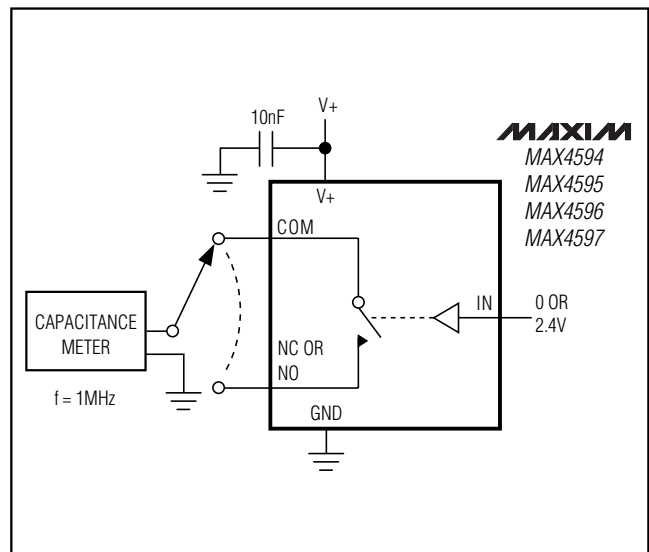 10nF
V+
MAXIM
MAX4594
MAX4595
MAX4596
MAX4597
V+
COM
IN
0 OR
2.4V
CAPACITANCE
METER
NC OR
NO
f = 1MHz
GND